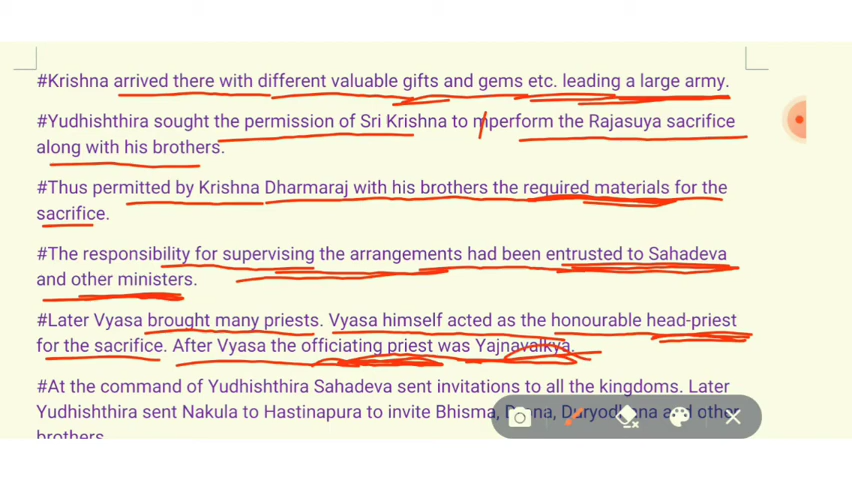 #Krishna arrived there with different valuable gifts and gems etc. leading a large army.
#Yudhishthira sought the permission of Sri Krishna to mperform the Rajasuya sacrifice
along with his brothers.
#Thus permitted by Krishna Dharmaraj with his brothers the required materials for the
sacrifice.
#The responsibility for supervising the arrangements had been entrusted to Sahadeva
and other ministers.
#Later Vyasa brought many priests. Vyasa himself acted as the honourable head-priest
for the sacrifice. After Vyasa the officiating priest was Yajnavalkya.
#At the command of Yudhishthira Sahadeva sent invitations to all the kingdoms. Later
Yudhishthira sent Nakula to Hastinapura to invite Bhisma, Drona, Duryodhana and other
brothers.